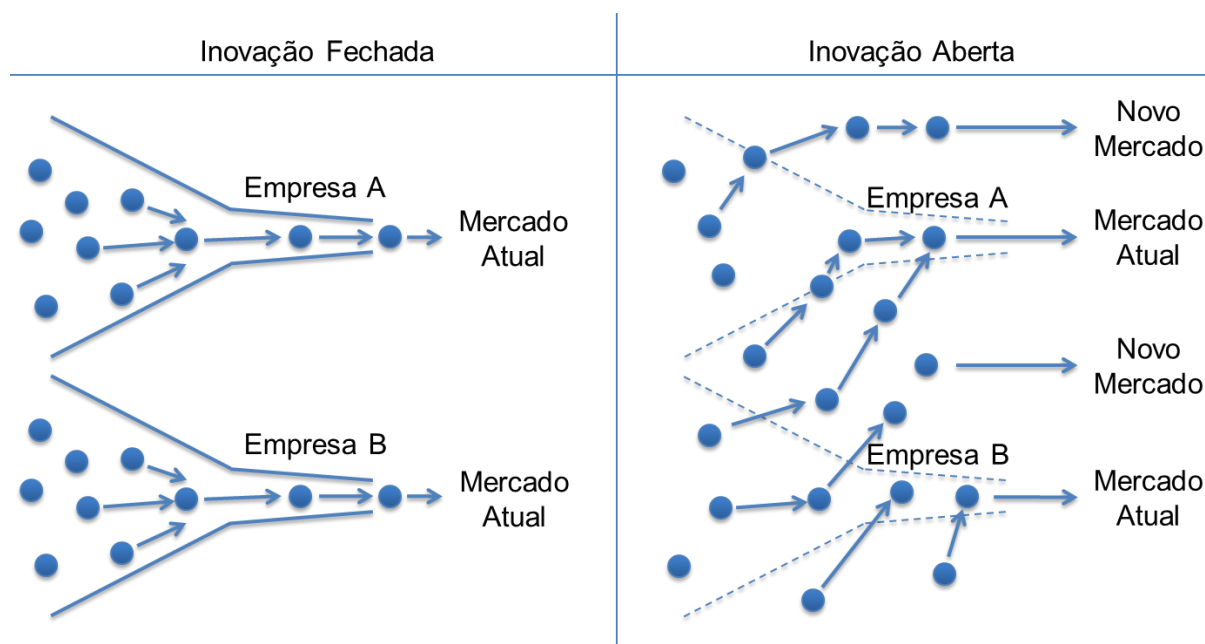 Inovação Fechada
Empresa A
Mercado
Atual
Empresa B
Mercado
Atual
Inovação Aberta
Novo
Mercado
Empresa A
Mercado
Atual
Novo
Mercado
Empresa B
Mercado
Atual